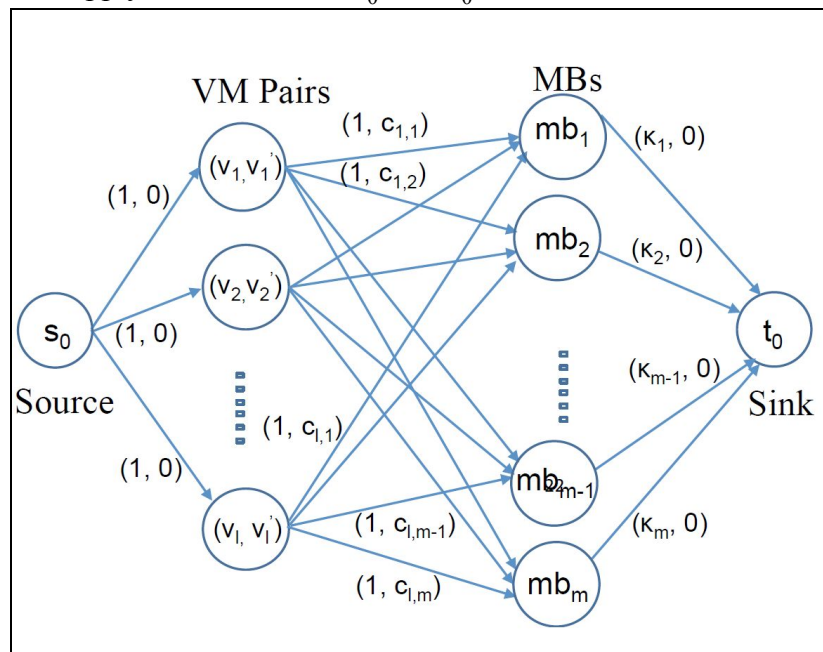 VM Pairs
MBs
(1, c1,1)
mb1
(κ1, 0)
(v1,v1')
(1, 0)
(1, c1,2)
mb2
(κ2, 0)
(v2,v2')
s0
(1, 0)
t0
Source
(κm-1, 0)
Sink
(1, cl,1)
(1, 0)
mbm-1
(vl, vl')
(1, cl,m-1)
(κm, 0)
(1, cl,m)
mbm